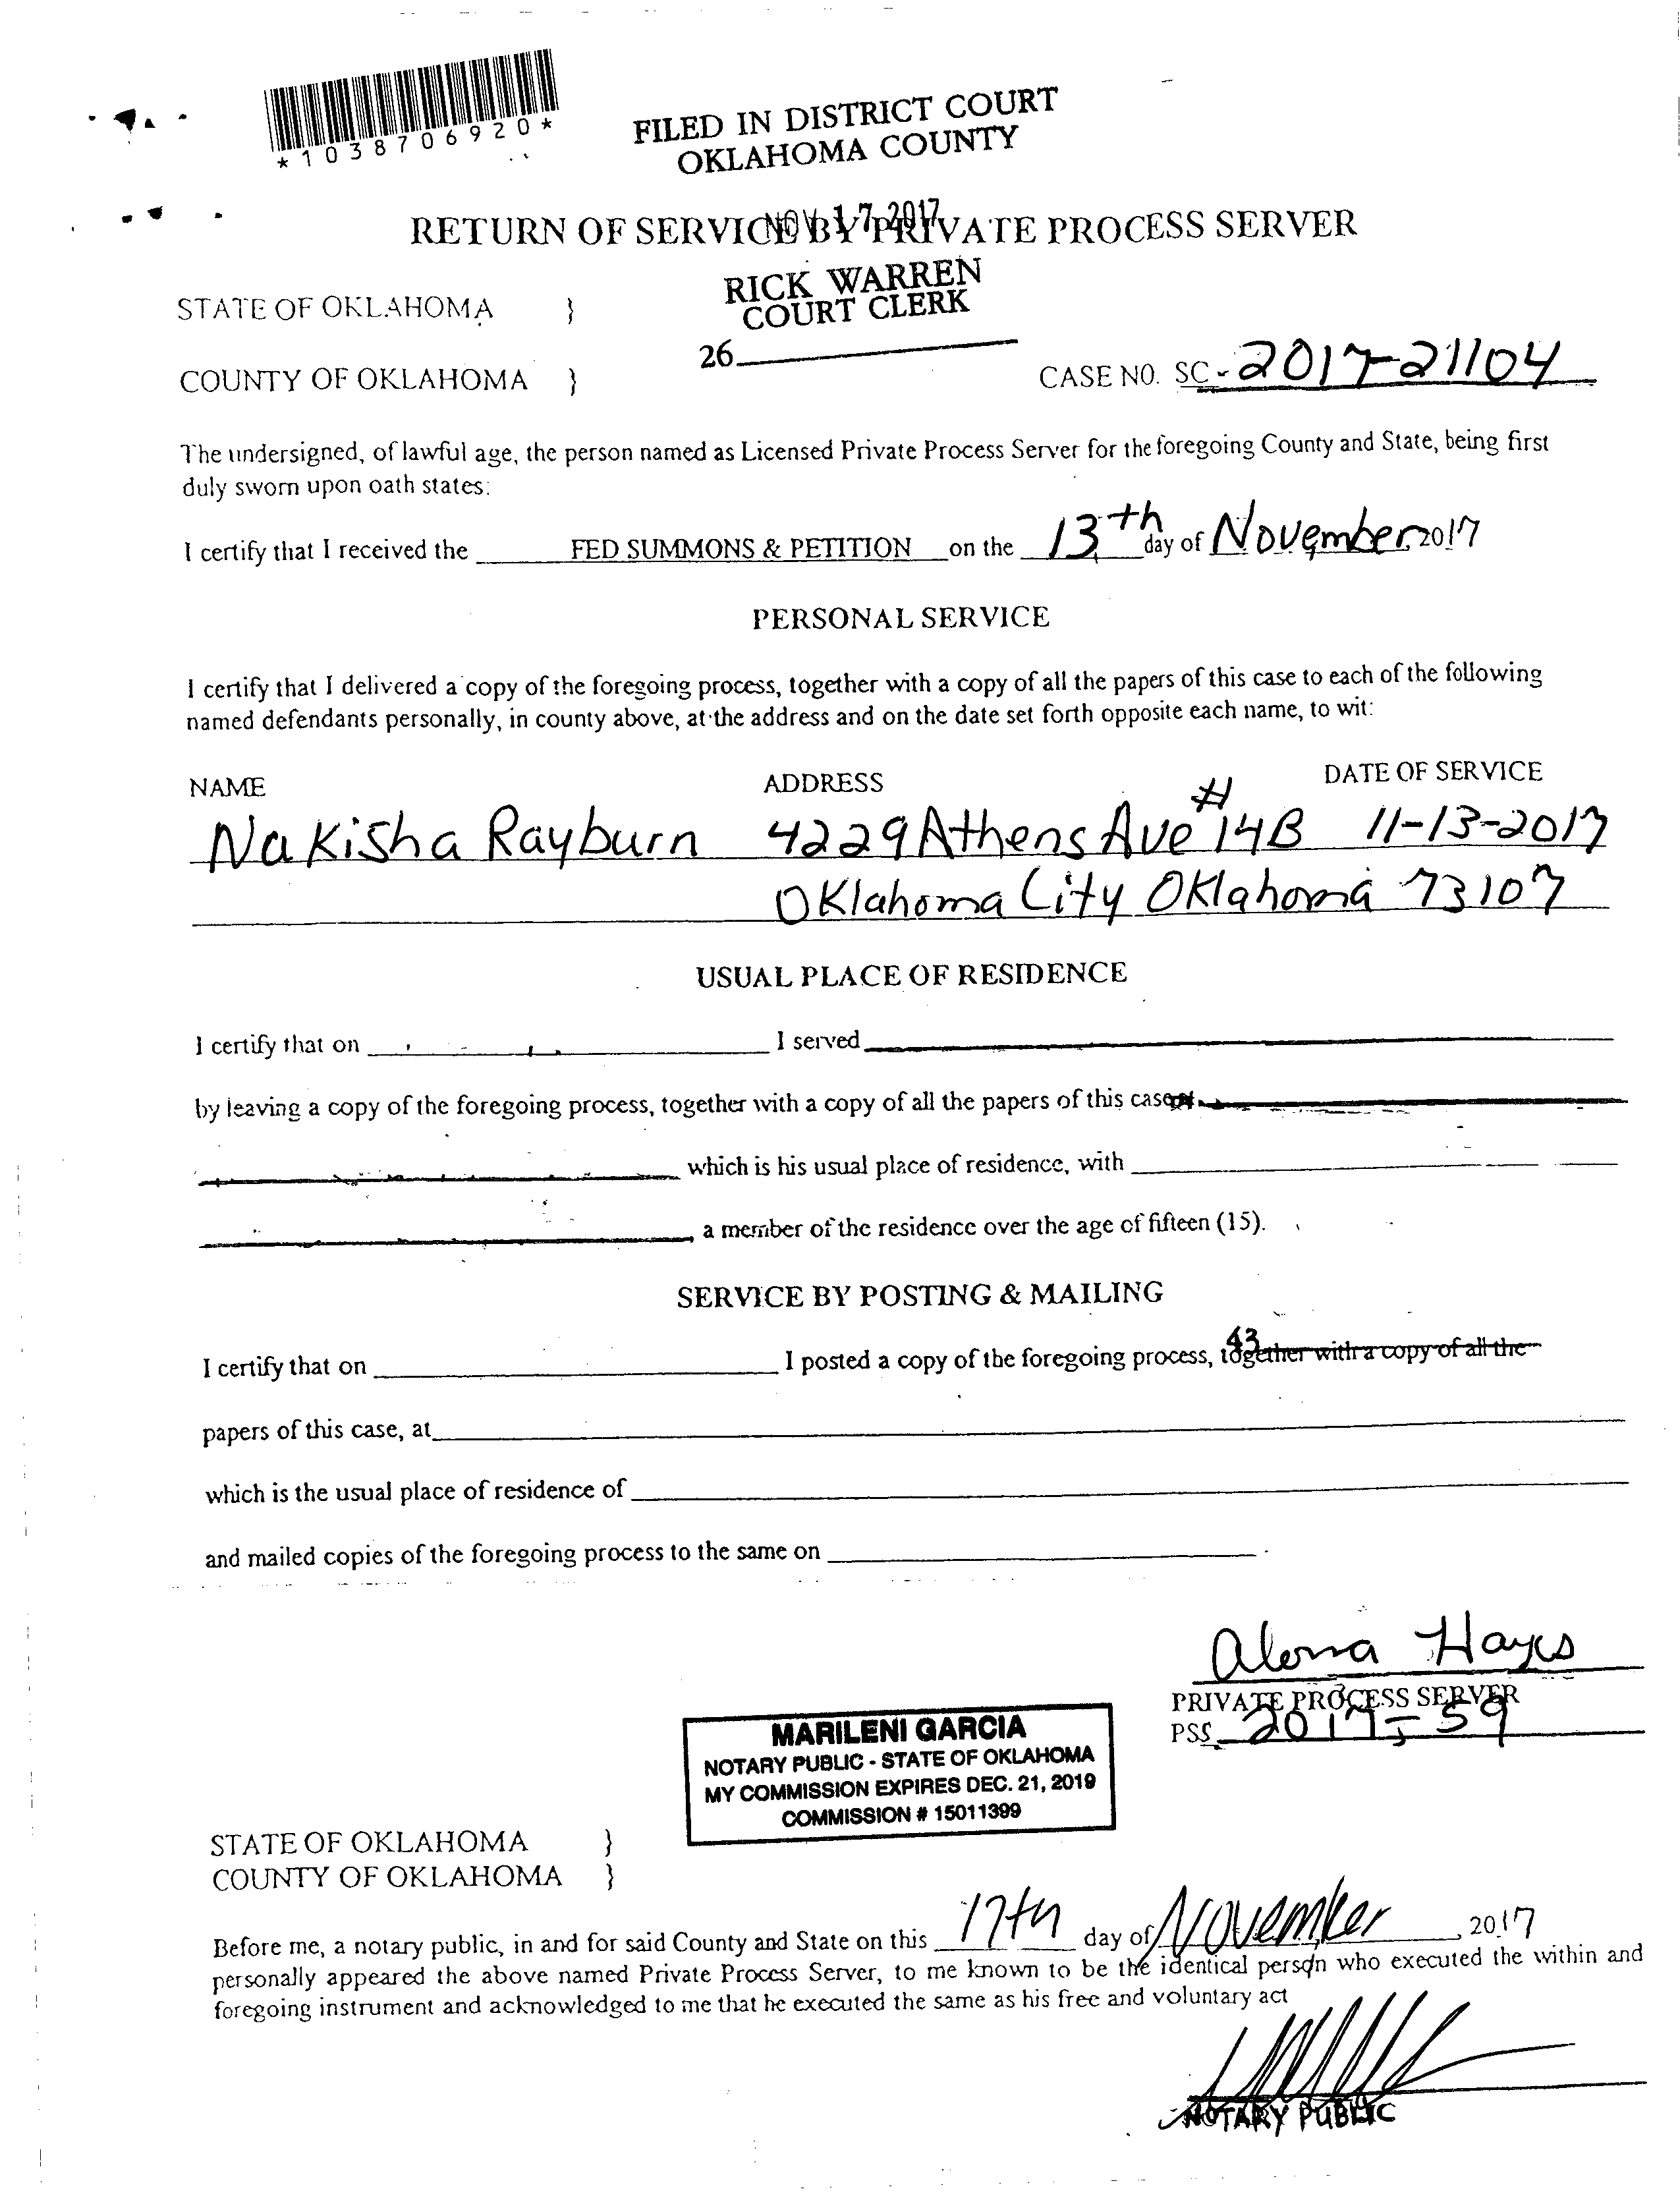 *1038706920*
FILED IN DISTRICT COURT
OKLAHOMA COUNTY
NOV 17 2017
RETURN OF SERVICE BY PRIVATE PROCESS SERVER
RICK WARREN
COURT CLERK
STATE OF OKLAHOMA }
26
COUNTY OF OKLAHOMA } CASE NO. SC-2017-21104
The undersigned, of lawful age, the person named as Licensed Private Process Server for the foregoing County and State, being first
duly sworn upon oath states:
I certify that I received the FED SUMMONS & PETITION on the 13th day of November, 2017
PERSONAL SERVICE
I certify that I delivered a copy of the foregoing process, together with a copy of all the papers of this case to each of the following
named defendants personally, in county above, at the address and on the date set forth opposite each name, to wit:
NAME ADDRESS DATE OF SERVICE
Nakisha Rayburn 4229 Athens Ave #14B 11-13-2017
Oklahoma City Oklahoma 73107
USUAL PLACE OF RESIDENCE
I certify that on I served
by leaving a copy of the foregoing process, together with a copy of all the papers of this case at
which is his usual place of residence, with
, a member of the residence over the age of fifteen (15).
SERVICE BY POSTING & MAILING
43
I certify that on I posted a copy of the foregoing process, together with a copy of all the
papers of this case, at
which is the usual place of residence of
and mailed copies of the foregoing process to the same on .
Alona Hayes
PRIVATE PROCESS SERVER
PSS 2017-59
MARILENI GARCIA
NOTARY PUBLIC - STATE OF OKLAHOMA
MY COMMISSION EXPIRES DEC. 21, 2019
COMMISSION # 15011399
STATE OF OKLAHOMA }
COUNTY OF OKLAHOMA }
Before me, a notary public, in and for said County and State on this 17th day of November, 2017
personally appeared the above named Private Process Server, to me known to be the identical person who executed the within and
foregoing instrument and acknowledged to me that he executed the same as his free and voluntary act
NOTARY PUBLIC